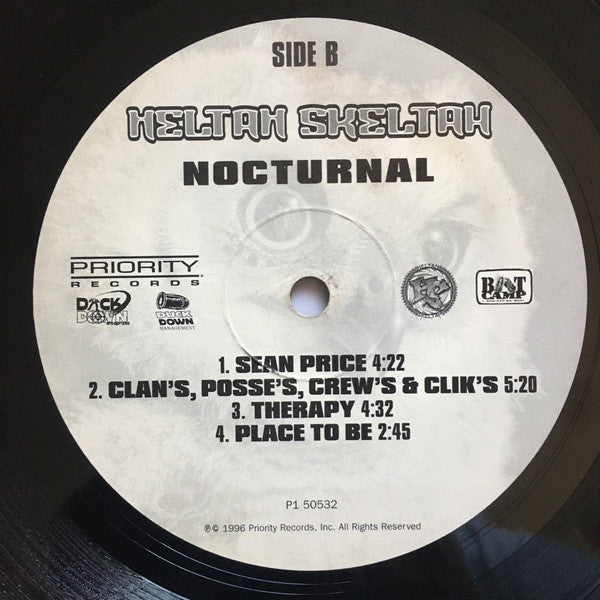 SIDE B
HELTAH SKELTAH
NOCTURNAL
PRIORITY
RECORDS
DUCK
DOWN
DUCK
DOWN
MANAGEMENT
BOOT
CAMP
1. SEAN PRICE 4:22
2. CLAN'S, POSSE'S, CREW'S & CLIK'S 5:20
3. THERAPY 4:32
4. PLACE TO BE 2:45
P1 50532
℗© 1996 Priority Records, Inc. All Rights Reserved